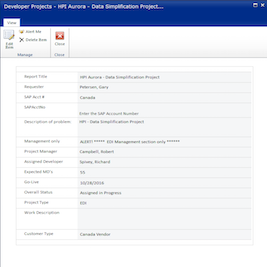 Developer Projects - HPI Aurora - Data Simplification Project...
View
Edit Item
Alert Me
Delete Item
Manage
Close
Close
Report Title HPI Aurora - Data Simplification Project
Requester Petersen, Gary
SAP Acct # Canada
SAPAcctNo
Enter the SAP Account Number
Description of problem HPI - Data Simplification Project
Management only ALERT! ***** EDI Management section only ******
Project Manager Campbell, Robert
Assigned Developer Richard
Expected MD's 55
Go-Live 10/28/2016
Overall Status Assigned In Progress
Project Type EDI
Work Description
Customer Type Canada Vendor